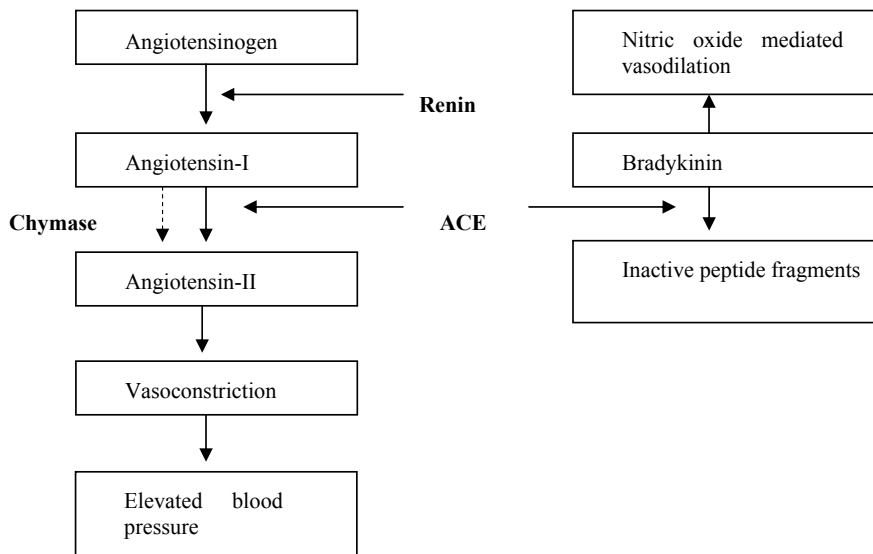 Angiotensinogen
Renin
Angiotensin-I
Chymase
ACE
Angiotensin-II
Vasoconstriction
Elevated blood
pressure
Nitric oxide mediated
vasodilation
Bradykinin
Inactive peptide fragments